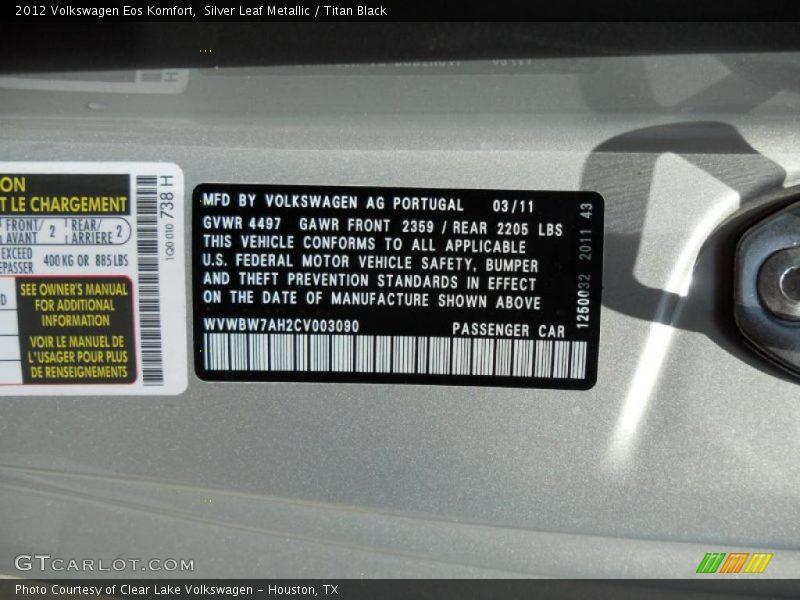 2012 Volkswagen Eos Komfort, Silver Leaf Metallic / Titan Black
ON
T LE CHARGEMENT
FRONT/ AVANT 2 REAR/ ARRIERE 2
EXCEED
EPASSER 400 KG OR 885 LBS
SEE OWNER'S MANUAL
FOR ADDITIONAL
INFORMATION
VOIR LE MANUEL DE
L'USAGER POUR PLUS
DE RENSEIGNEMENTS
1Q0 010 738 H
MFD BY VOLKSWAGEN AG PORTUGAL 03/11
GVWR 4497 GAWR FRONT 2359 / REAR 2205 LBS
THIS VEHICLE CONFORMS TO ALL APPLICABLE
U.S. FEDERAL MOTOR VEHICLE SAFETY, BUMPER
AND THEFT PREVENTION STANDARDS IN EFFECT
ON THE DATE OF MANUFACTURE SHOWN ABOVE
WVWBW7AH2CV003090 PASSENGER CAR
1250032 2011 43
GTCARLOT.COM
Photo Courtesy of Clear Lake Volkswagen - Houston, TX